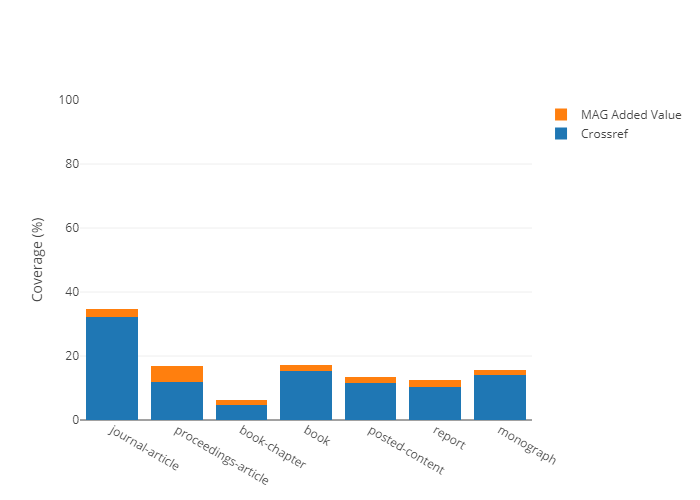 100
80
60
40
20
0
Coverage (%)
journal-article
proceedings-article
book-chapter
book
posted-content
report
monograph
MAG Added Value
Crossref